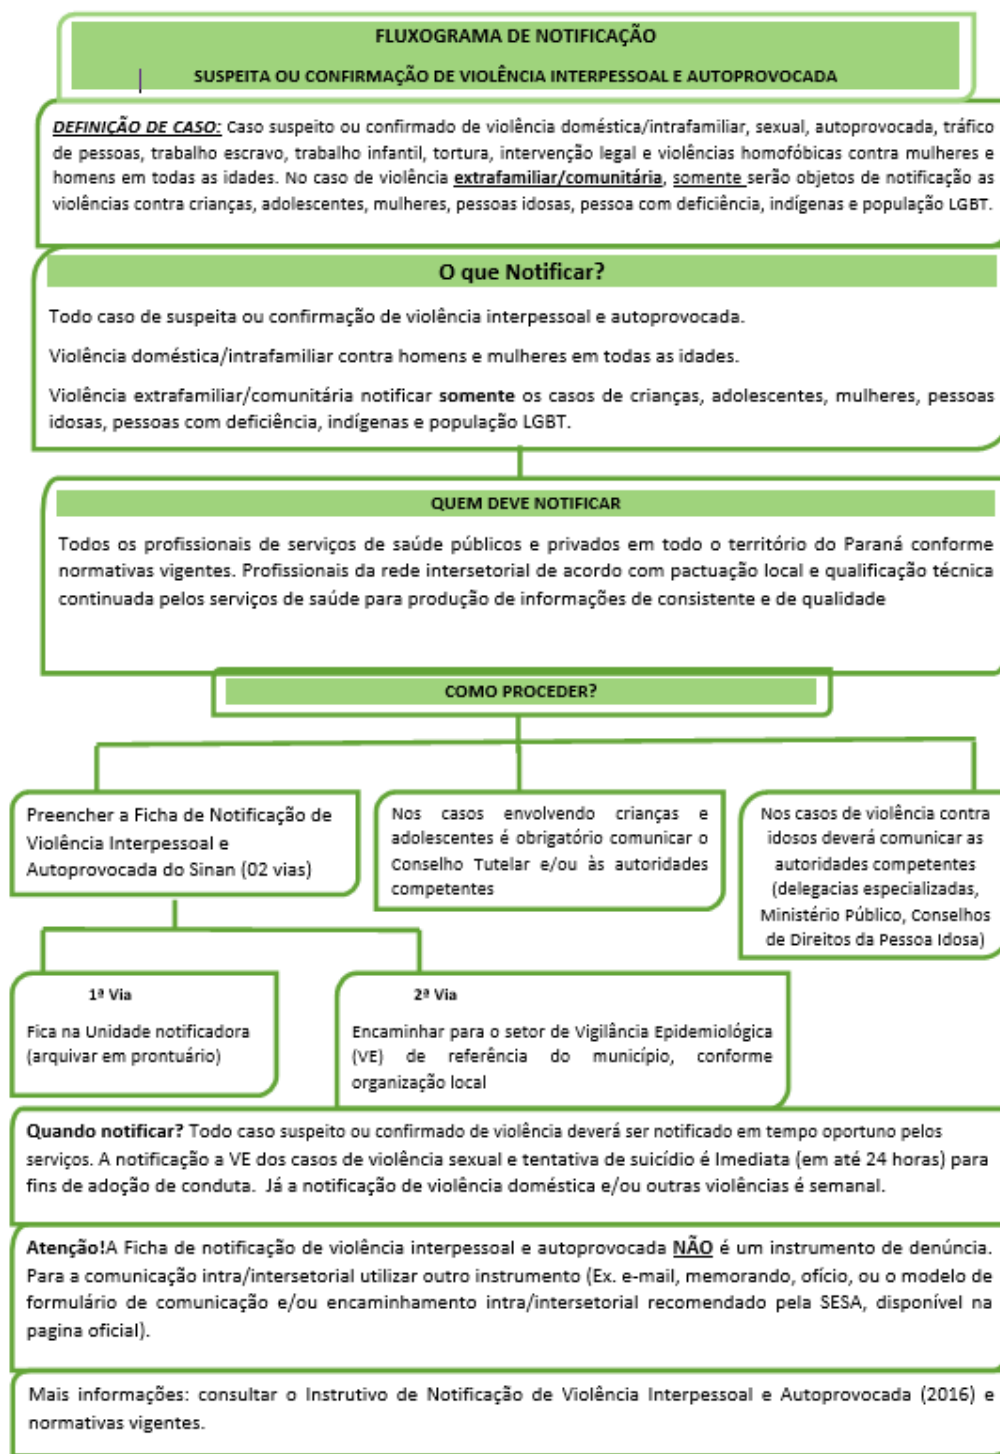 FLUXOGRAMA DE NOTIFICAÇÃO
SUSPEITA OU CONFIRMAÇÃO DE VIOLÊNCIA INTERPESSOAL E AUTOPROVOCADA
DEFINIÇÃO DE CASO: Caso suspeito ou confirmado de violência doméstica/intrafamiliar, sexual, autoprovocada, tráfico
de pessoas, trabalho escravo, trabalho infantil, tortura, intervenção legal e violências homofóbicas contra mulheres e
homens em todas as idades. No caso de violência extrafamiliar/comunitária, somente serão objetos de notificação as
violências contra crianças, adolescentes, mulheres, pessoas idosas, pessoa com deficiência, indígenas e população LGBT.
O que Notificar?
Todo caso de suspeita ou confirmação de violência interpessoal e autoprovocada.
Violência doméstica/intrafamiliar contra homens e mulheres em todas as idades.
Violência extrafamiliar/comunitária notificar somente os casos de crianças, adolescentes, mulheres, pessoas
idosas, pessoas com deficiência, indígenas e população LGBT.
QUEM DEVE NOTIFICAR
Todos os profissionais de serviços de saúde públicos e privados em todo o território do Paraná conforme
normativas vigentes. Profissionais da rede intersetorial de acordo com pactuação local e qualificação técnica
continuada pelos serviços de saúde para produção de informações de consistente e de qualidade
COMO PROCEDER?
Preencher a Ficha de Notificação de
Violência Interpessoal e
Autoprovocada do Sinan (02 vias)
Nos casos envolvendo crianças e
adolescentes é obrigatório comunicar o
Conselho Tutelar e/ou às autoridades
competentes
Nos casos de violência contra
idosos deverá comunicar as
autoridades competentes
(delegacias especializadas,
Ministério Público, Conselhos
de Direitos da Pessoa Idosa)
1ª Via
Fica na Unidade notificadora
(arquivar em prontuário)
2ª Via
Encaminhar para o setor de Vigilância Epidemiológica
(VE) de referência do município, conforme
organização local
Quando notificar? Todo caso suspeito ou confirmado de violência deverá ser notificado em tempo oportuno pelos
serviços. A notificação a VE dos casos de violência sexual e tentativa de suicídio é Imediata (em até 24 horas) para
fins de adoção de conduta. Já a notificação de violência doméstica e/ou outras violências é semanal.
Atenção!A Ficha de notificação de violência interpessoal e autoprovocada NÃO é um instrumento de denúncia.
Para a comunicação intra/intersetorial utilizar outro instrumento (Ex. e-mail, memorando, ofício, ou o modelo de
formulário de comunicação e/ou encaminhamento intra/intersetorial recomendado pela SESA, disponível na
pagina oficial).
Mais informações: consultar o Instrutivo de Notificação de Violência Interpessoal e Autoprovocada (2016) e
normativas vigentes.